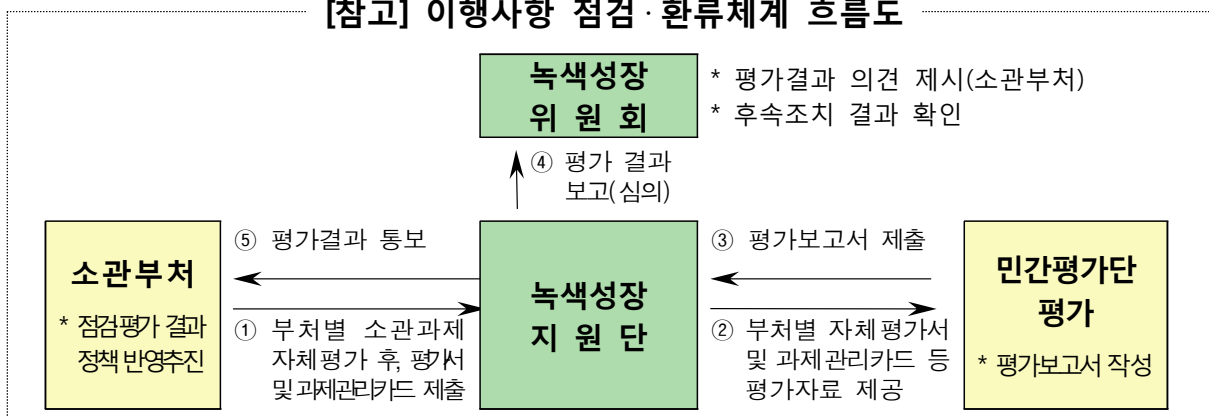 [참고] 이행사항 점검·환류체계 흐름도
녹색성장
위 원 회
* 평가결과 의견 제시(소관부처)
* 후속조치 결과 확인
④ 평가 결과
보고(심의)
소관부처
* 점검평가 결과
정책 반영추진
⑤ 평가결과 통보
① 부처별 소관과제
자체평가 후, 평가서
및 과제관리카드 제출
녹색성장
지 원 단
③ 평가보고서 제출
② 부처별 자체평가서
및 과제관리카드 등
평가자료 제공
민간평가단
평가
* 평가보고서 작성